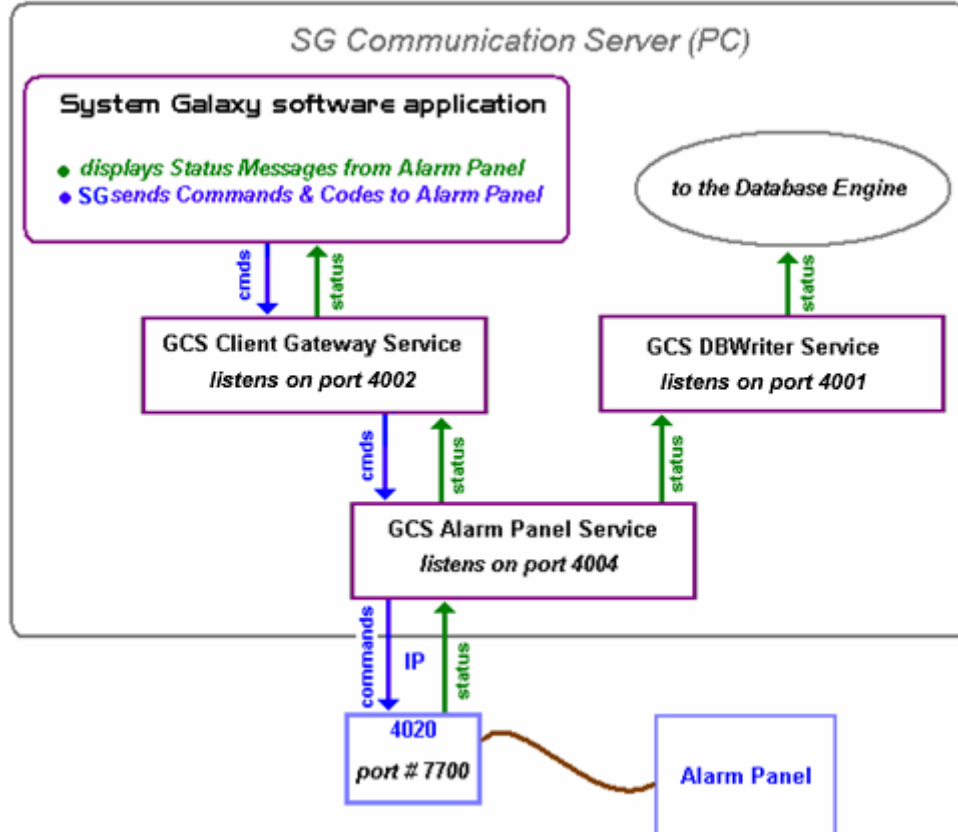 SG Communication Server (PC)
System Galaxy software application
● displays Status Messages from Alarm Panel
● SG sends Commands & Codes to Alarm Panel
to the Database Engine
cmds
status
status
GCS Client Gateway Service
listens on port 4002
GCS DBWriter Service
listens on port 4001
cmds
status
status
GCS Alarm Panel Service
listens on port 4004
commands
IP
status
4020
port # 7700
Alarm Panel